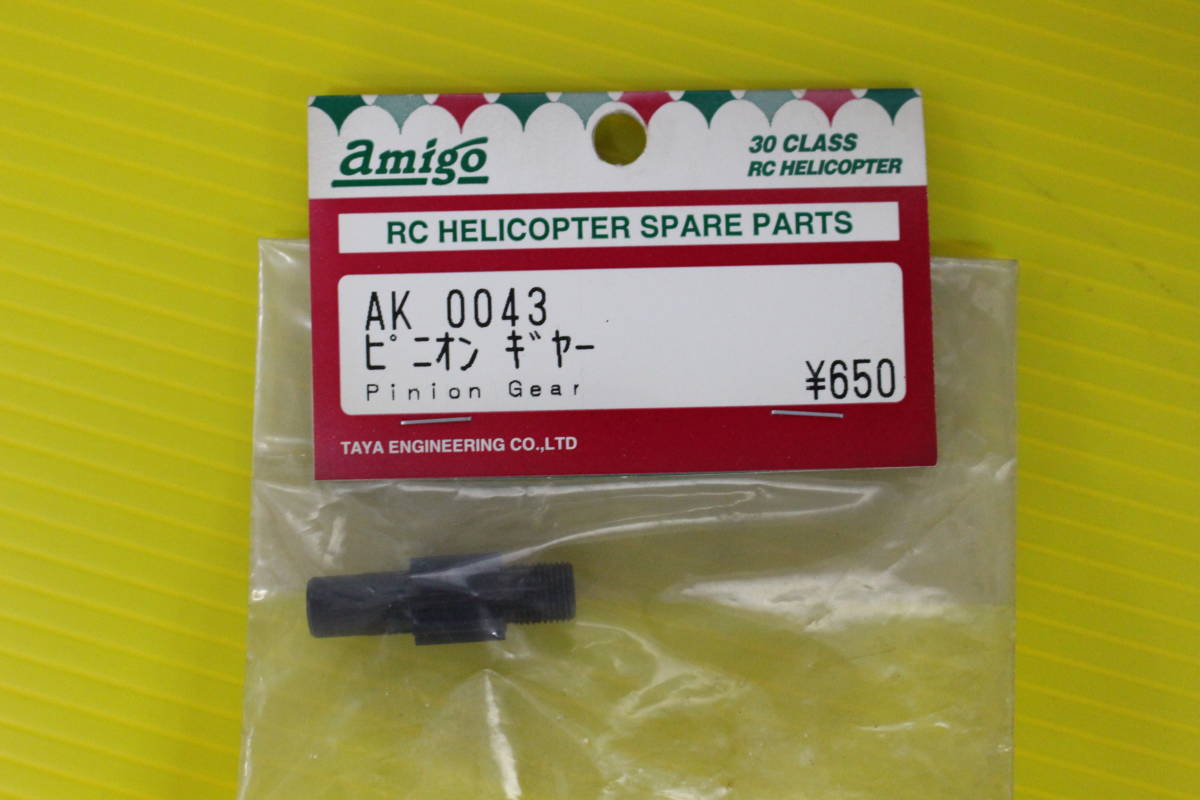 amigo
30 CLASS
RC HELICOPTER
RC HELICOPTER SPARE PARTS
AK 0043
ピニオン ギヤー
Pinion Gear
¥650
TAYA ENGINEERING CO.,LTD